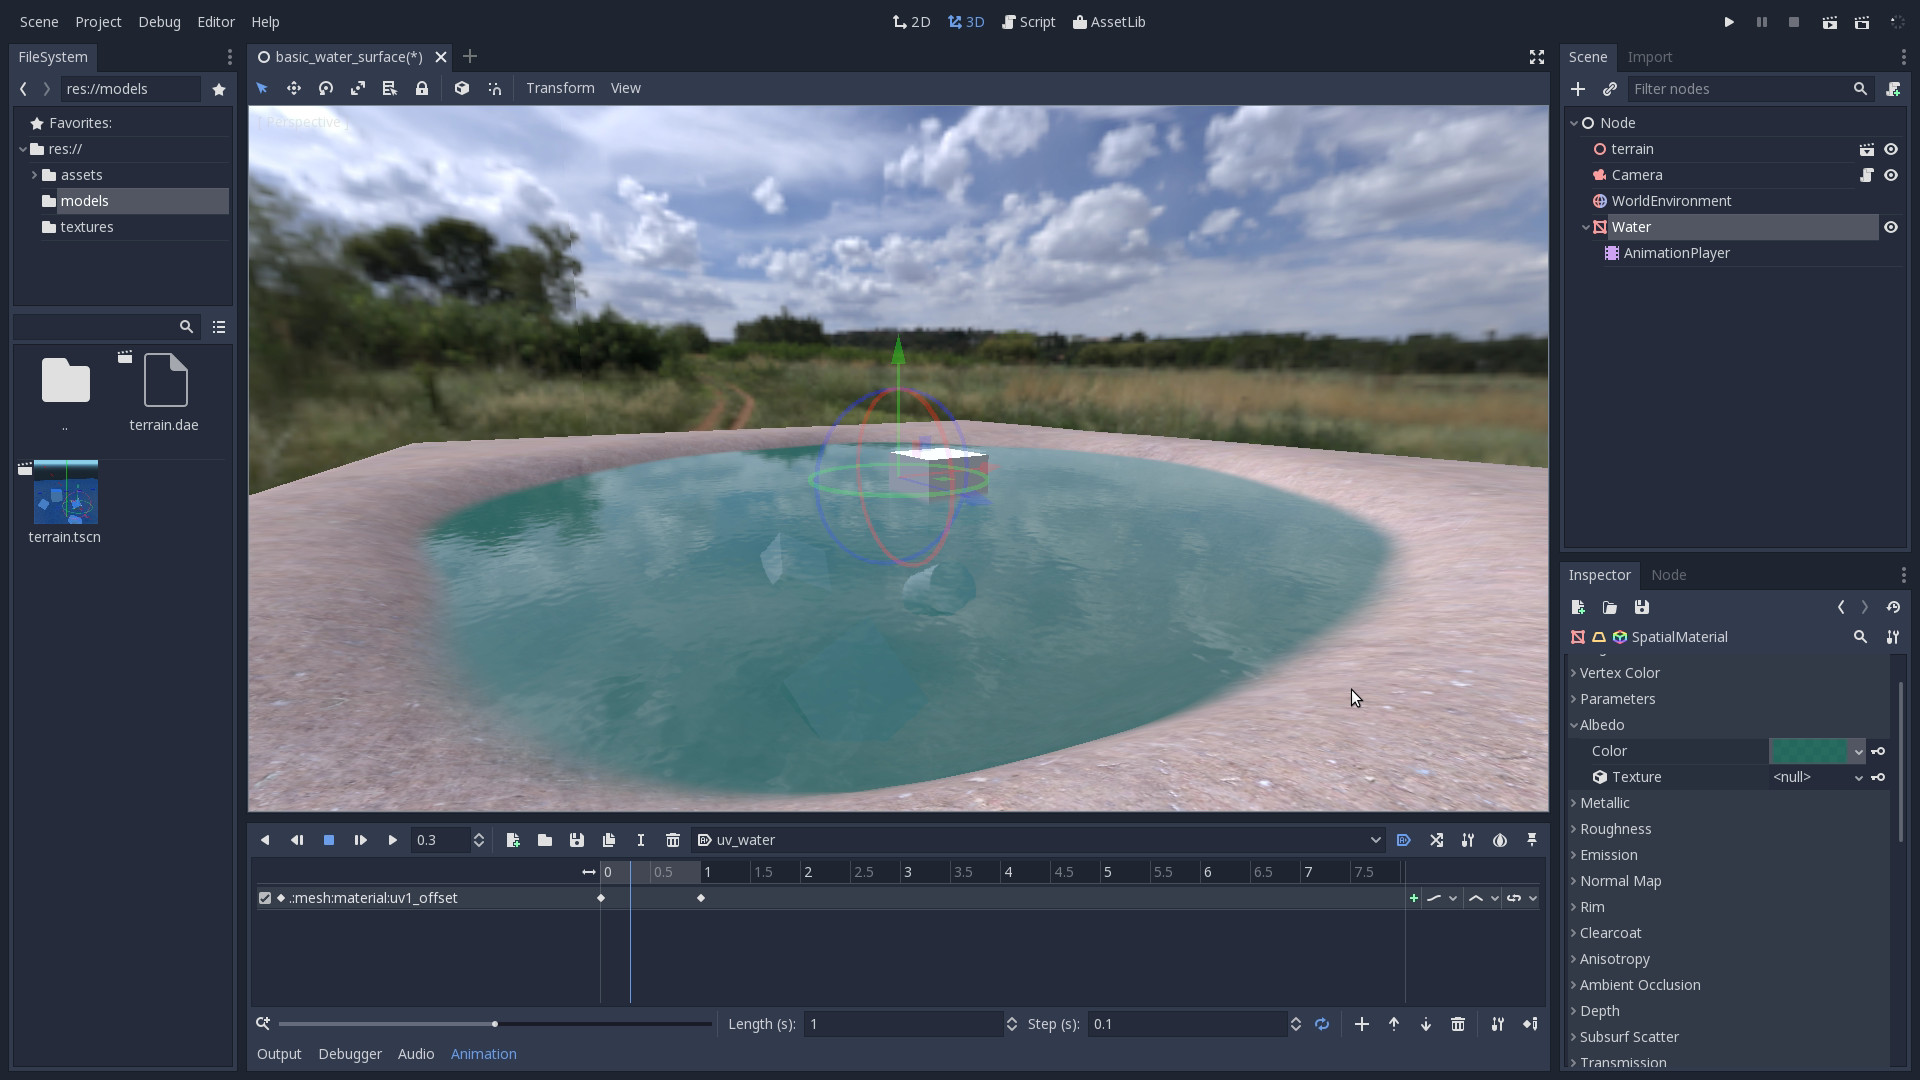 Scene Project Debug Editor Help
2D 3D Script AssetLib
FileSystem
res://models
Favorites:
res://
assets
models
textures
..
terrain.dae
terrain.tscn
basic_water_surface(*)
Transform View
[ Perspective ]
0.3
uv_water
0 0.5 1 1.5 2 2.5 3 3.5 4 4.5 5 5.5 6 6.5 7 7.5
.:mesh:material:uv1_offset
Length (s): 1 Step (s): 0.1
Output Debugger Audio Animation
Scene Import
Filter nodes
Node
terrain
Camera
WorldEnvironment
Water
AnimationPlayer
Inspector Node
SpatialMaterial
Vertex Color
Parameters
Albedo
Color
Texture <null>
Metallic
Roughness
Emission
Normal Map
Rim
Clearcoat
Anisotropy
Ambient Occlusion
Depth
Subsurf Scatter
Transmission